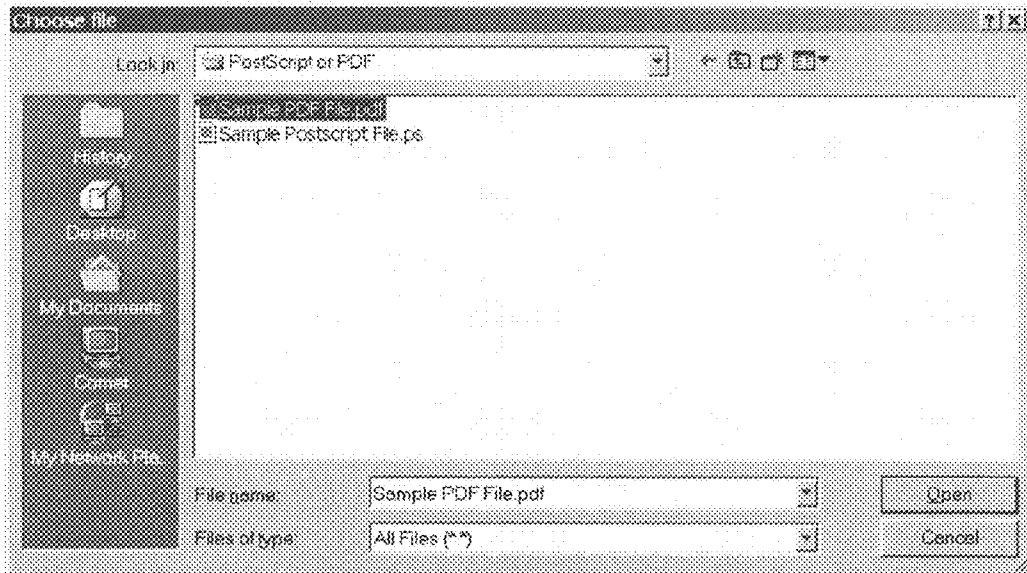 Choose file
Look in:
PostScript or PDF
Sample PDF File.pdf
Sample Postscript File.ps
History
Desktop
My Documents
Comet
My Network Pla..
File name:
Sample PDF File.pdf
Open
Files of type:
All Files (*.*)
Cancel